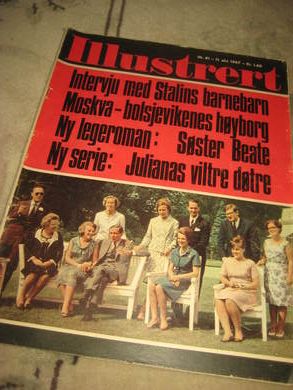 Illustrert
Intervju med Stalins barnebarn
Moskva - bolsjevikenes høyborg
Ny legeroman: Søster Beate
Ny serie: Julianas viltre døtre